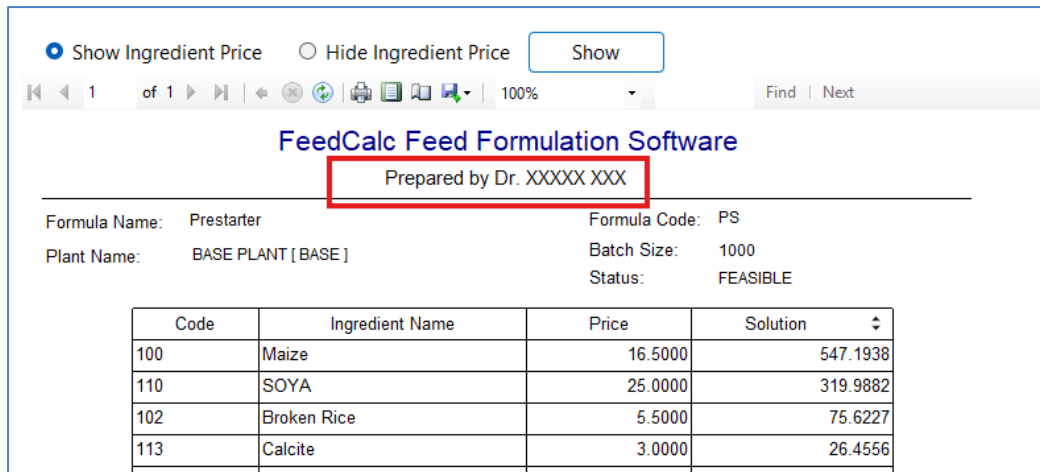 Show Ingredient Price Hide Ingredient Price Show
1 of 1 100% Find | Next
FeedCalc Feed Formulation Software
Prepared by Dr. XXXXX XXX
Formula Name: Prestarter Formula Code: PS
Plant Name: BASE PLANT [ BASE ] Batch Size: 1000
Status: FEASIBLE
Code Ingredient Name Price Solution
100 Maize 16.5000 547.1938
110 SOYA 25.0000 319.9882
102 Broken Rice 5.5000 75.6227
113 Calcite 3.0000 26.4556